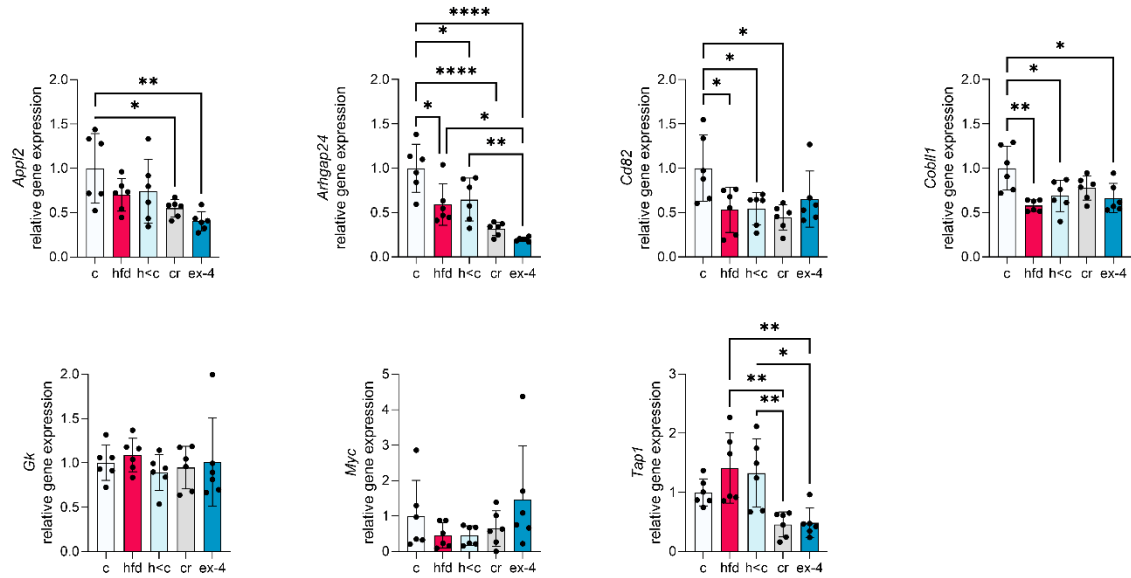 ****
*
****
*
*
**
Appl2
relative gene expression
2.0
1.5
1.0
0.5
0.0
**
*
c hfd h<c cr ex-4
Arhgap24
relative gene expression
2.0
1.5
1.0
0.5
0.0
c hfd h<c cr ex-4
Cd82
relative gene expression
2.0
1.5
1.0
0.5
0.0
*
*
*
c hfd h<c cr ex-4
Cobll1
relative gene expression
2.0
1.5
1.0
0.5
0.0
*
*
**
c hfd h<c cr ex-4
Gk
relative gene expression
2.0
1.5
1.0
0.5
0.0
c hfd h<c cr ex-4
Myc
relative gene expression
5
4
3
2
1
0
c hfd h<c cr ex-4
Tap1
relative gene expression
3
2
1
0
**
*
**
**
c hfd h<c cr ex-4